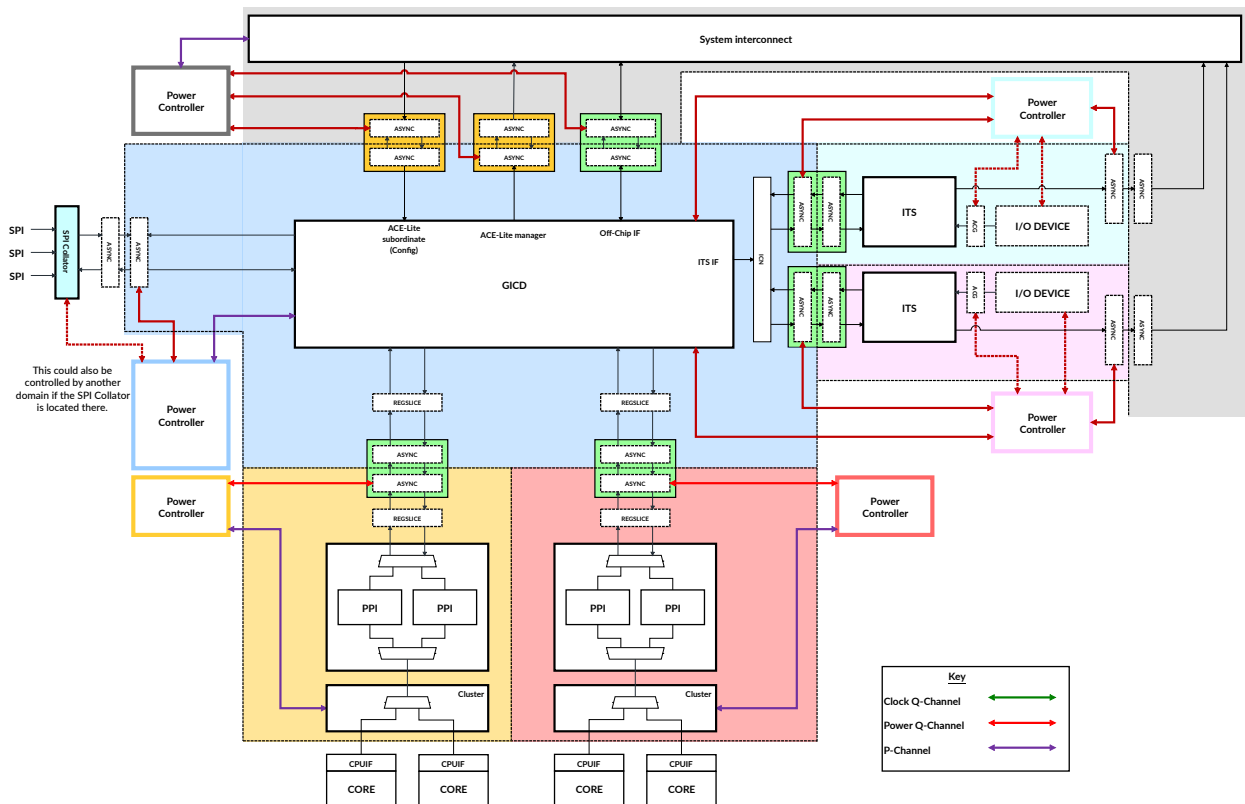 System interconnect
Power
Controller
ASYNC
ASYNC
ASYNC
ASYNC
ASYNC
ASYNC
Power
Controller
ASYNC
ASYNC
ASYNC
ASYNC
ITS
ACG
I/O DEVICE
SPI
SPI
SPI
SPI Collator
ASYNC
ASYNC
ACE-Lite
subordinate
(Config)
ACE-Lite manager
Off-Chip IF
ITS IF
GICD
ICN
ASYNC
ASYNC
ITS
ACG
I/O DEVICE
ASYNC
ASYNC
This could also be
controlled by another
domain if the SPI Collator
is located there.
Power
Controller
Power
Controller
REGSLICE
REGSLICE
ASYNC
ASYNC
ASYNC
ASYNC
Power
Controller
Power
Controller
REGSLICE
REGSLICE
PPI
PPI
PPI
PPI
Cluster
Cluster
Key
Clock Q-Channel
Power Q-Channel
P-Channel
CPUIF
CPUIF
CPUIF
CPUIF
CORE
CORE
CORE
CORE